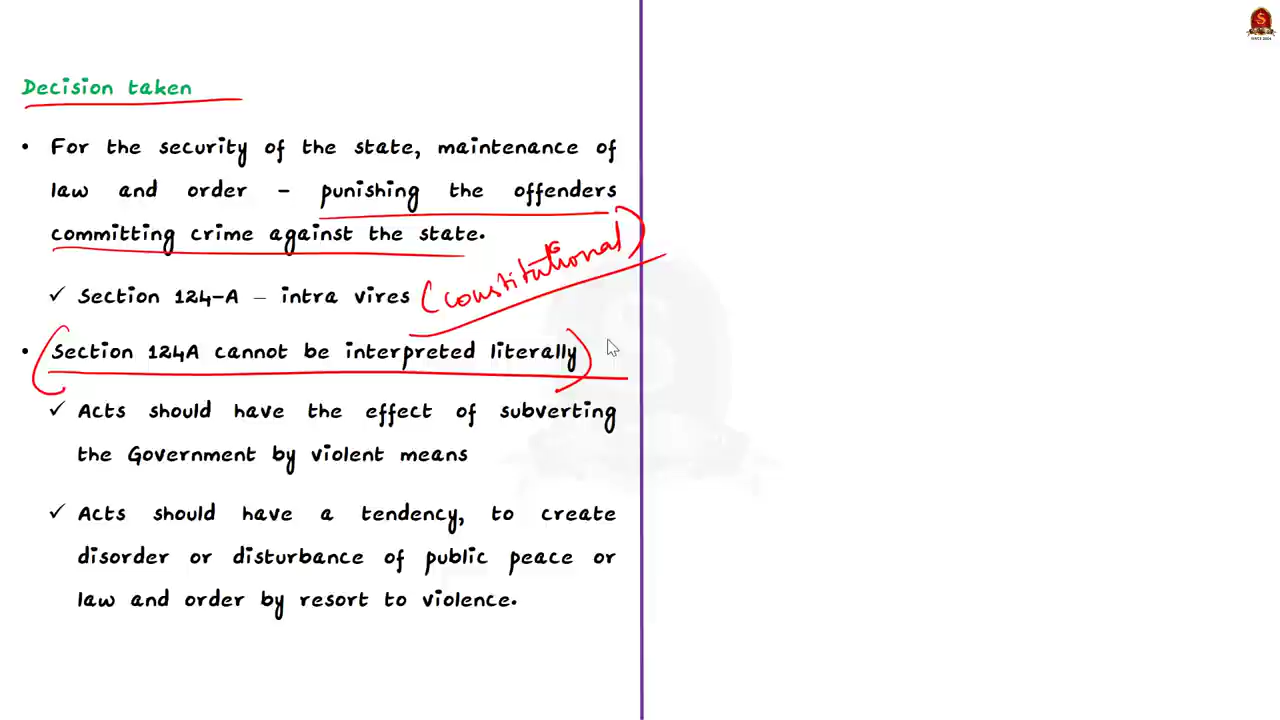 Decision taken
• For the security of the state, maintenance of
law and order – punishing the offenders
committing crime against the state.
✓ Section 124-A – intra vires (constitutional)
• Section 124A cannot be interpreted literally
✓ Acts should have the effect of subverting
the Government by violent means
✓ Acts should have a tendency, to create
disorder or disturbance of public peace or
law and order by resort to violence.